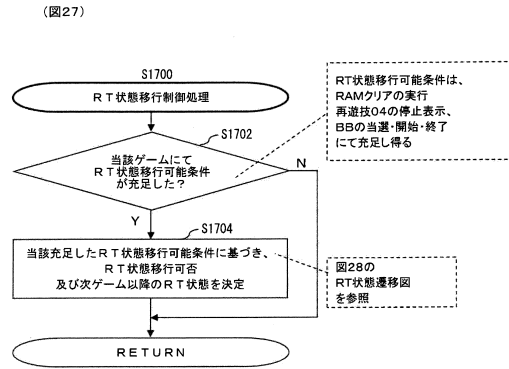 （図２７）
S1700
ＲＴ状態移行制御処理
RT状態移行可能条件は、
RAMクリアの実行
再遊技０４の停止表示、
BBの当選・開始・終了
にて充足し得る
S1702
当該ゲームにて
ＲＴ状態移行可能条件
が充足した？
N
Y
S1704
当該充足したＲＴ状態移行可能条件に基づき、
ＲＴ状態移行可否
及び次ゲーム以降のＲＴ状態を決定
図28の
RT状態遷移図
を参照
ＲＥＴＵＲＮ